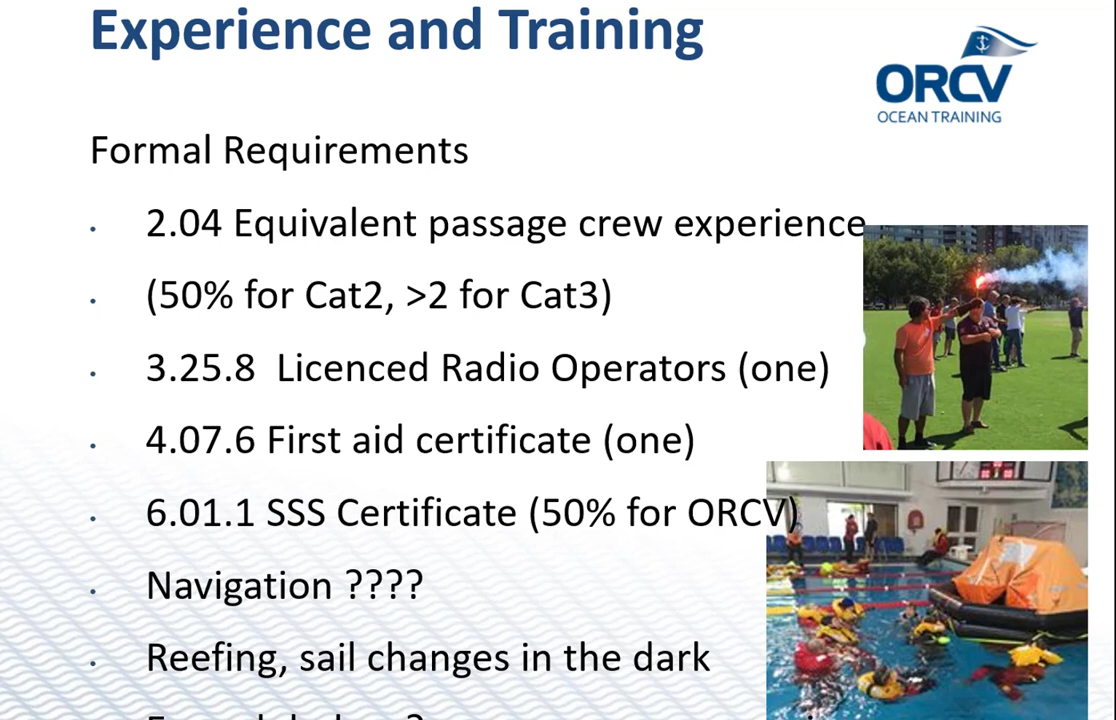 Experience and Training
ORCV
OCEAN TRAINING
Formal Requirements
2.04 Equivalent passage crew experience
(50% for Cat2, >2 for Cat3)
3.25.8 Licenced Radio Operators (one)
4.07.6 First aid certificate (one)
6.01.1 SSS Certificate (50% for ORCV)
Navigation ????
Reefing, sail changes in the dark